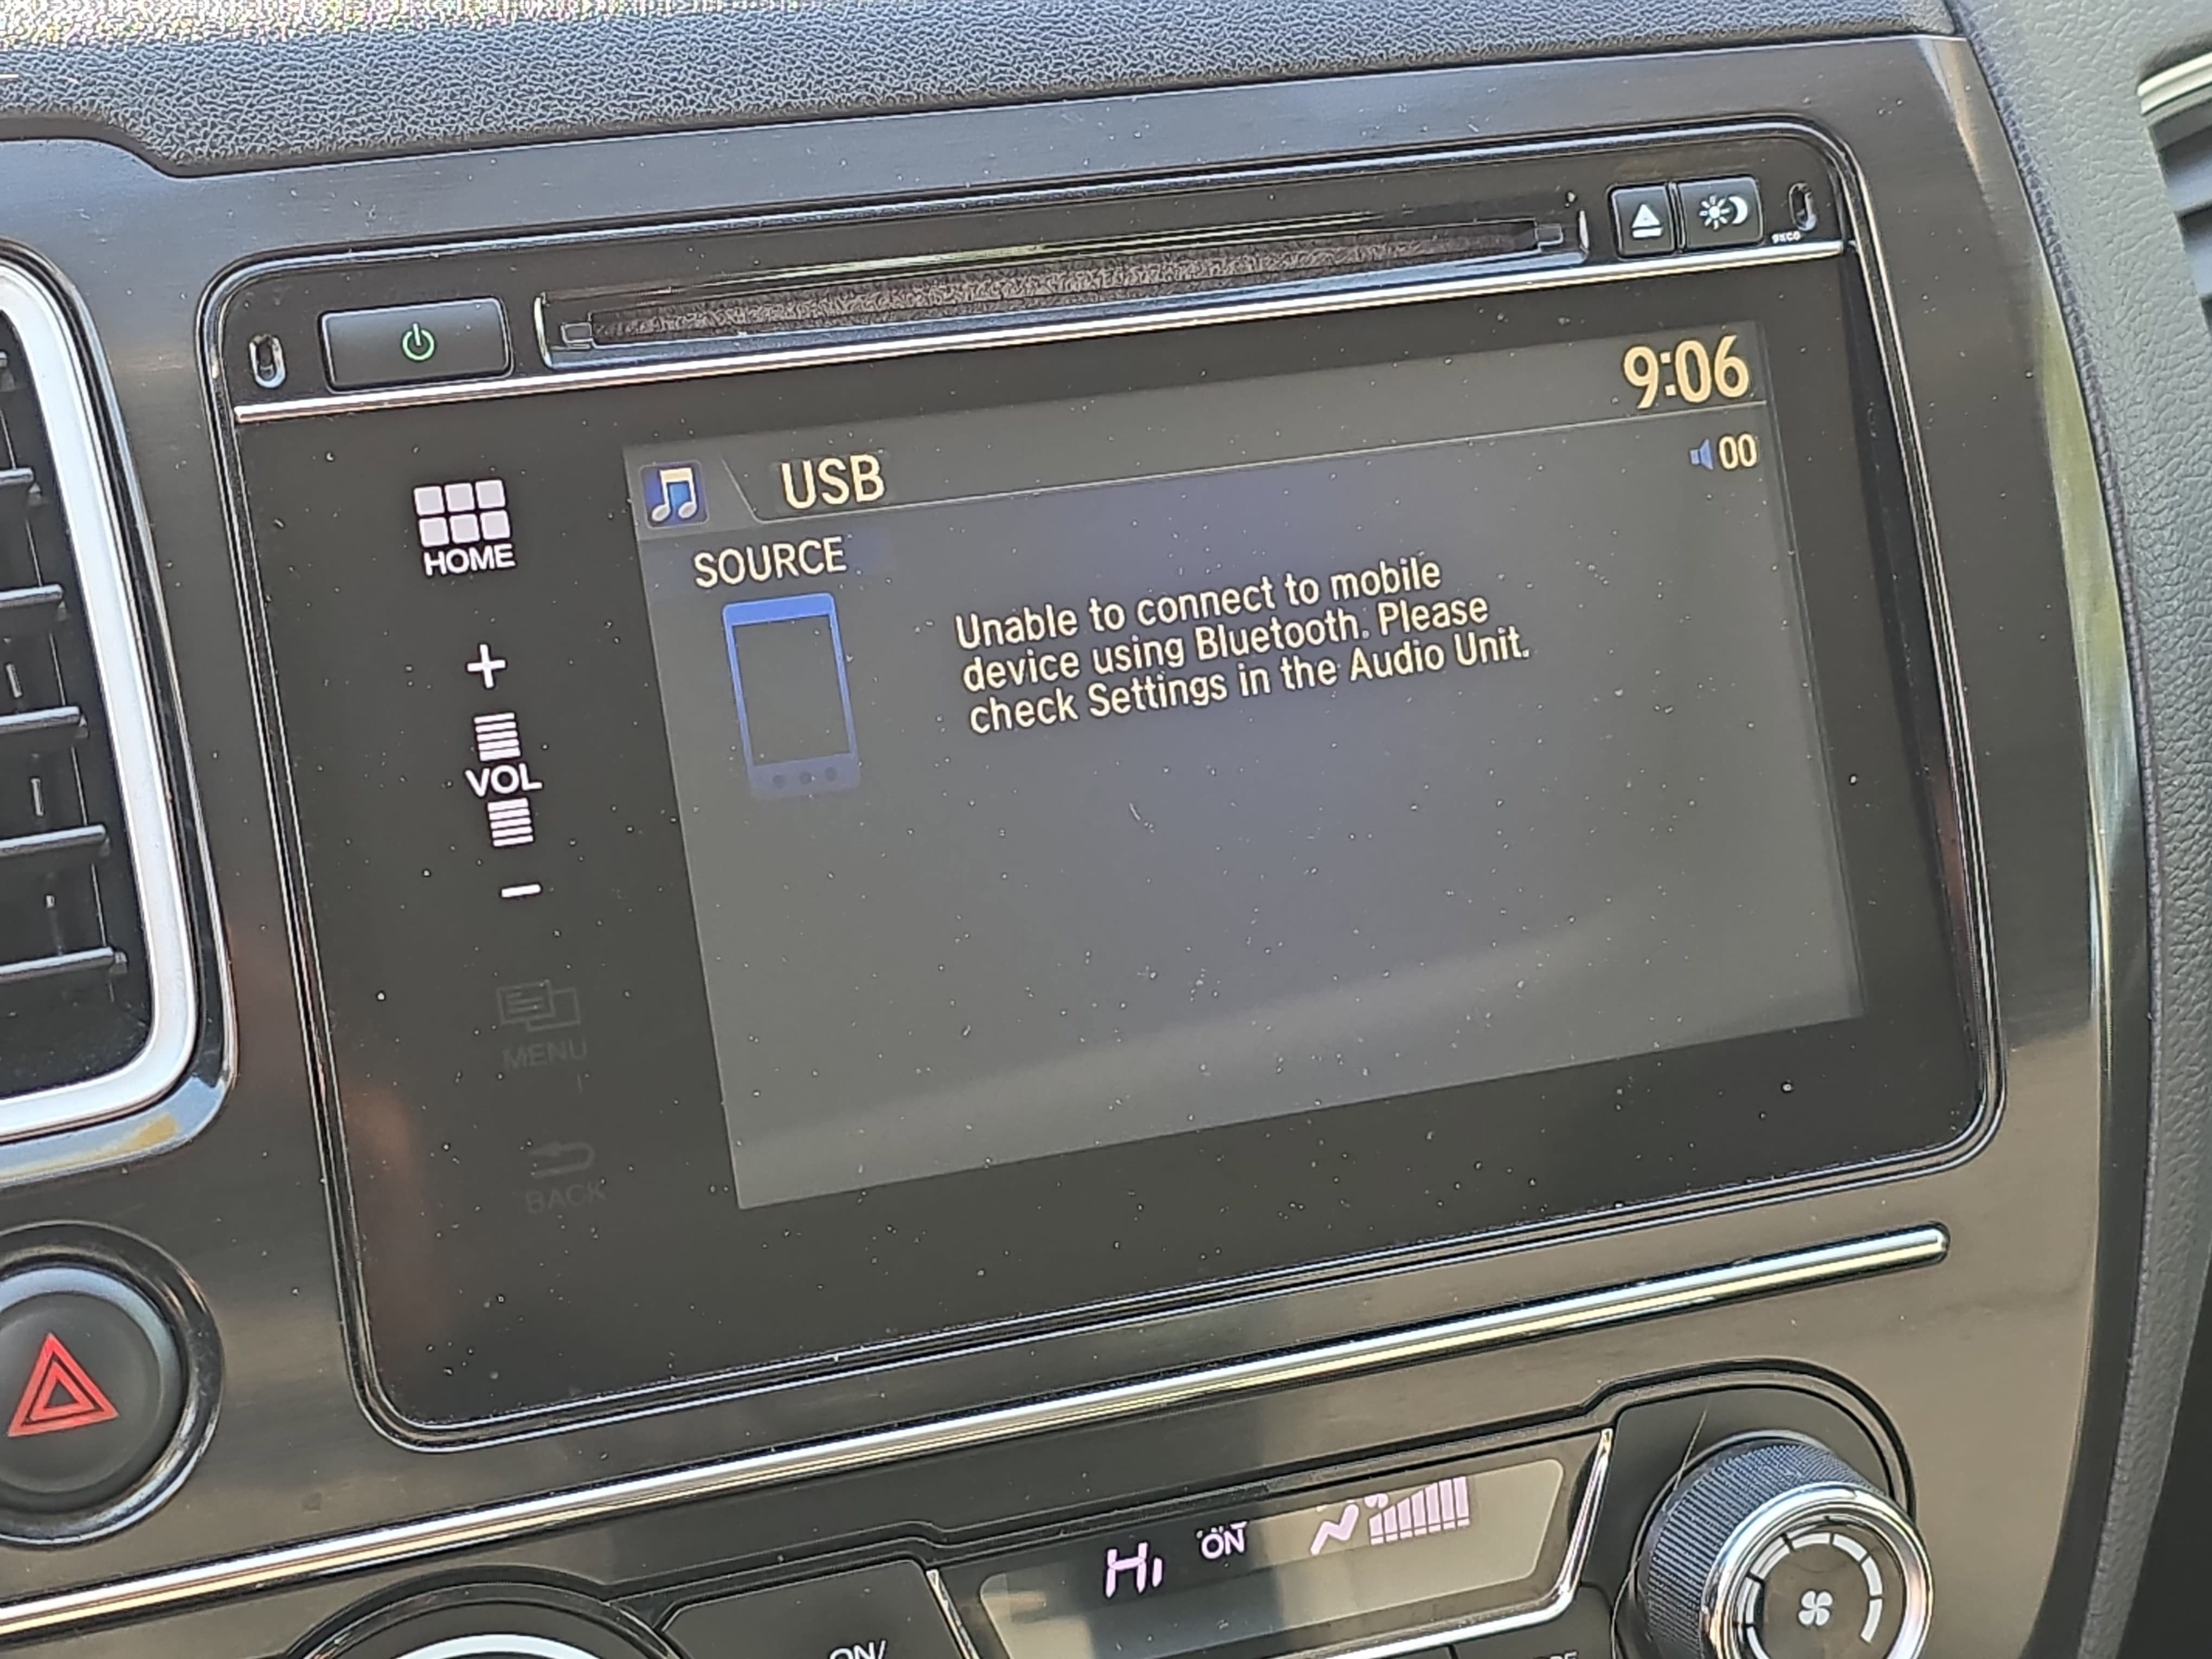 9:06
USB
00
SOURCE
Unable to connect to mobile
device using Bluetooth. Please
check Settings in the Audio Unit.
HOME
+
VOL
−
MENU
BACK
HI ON
ON/